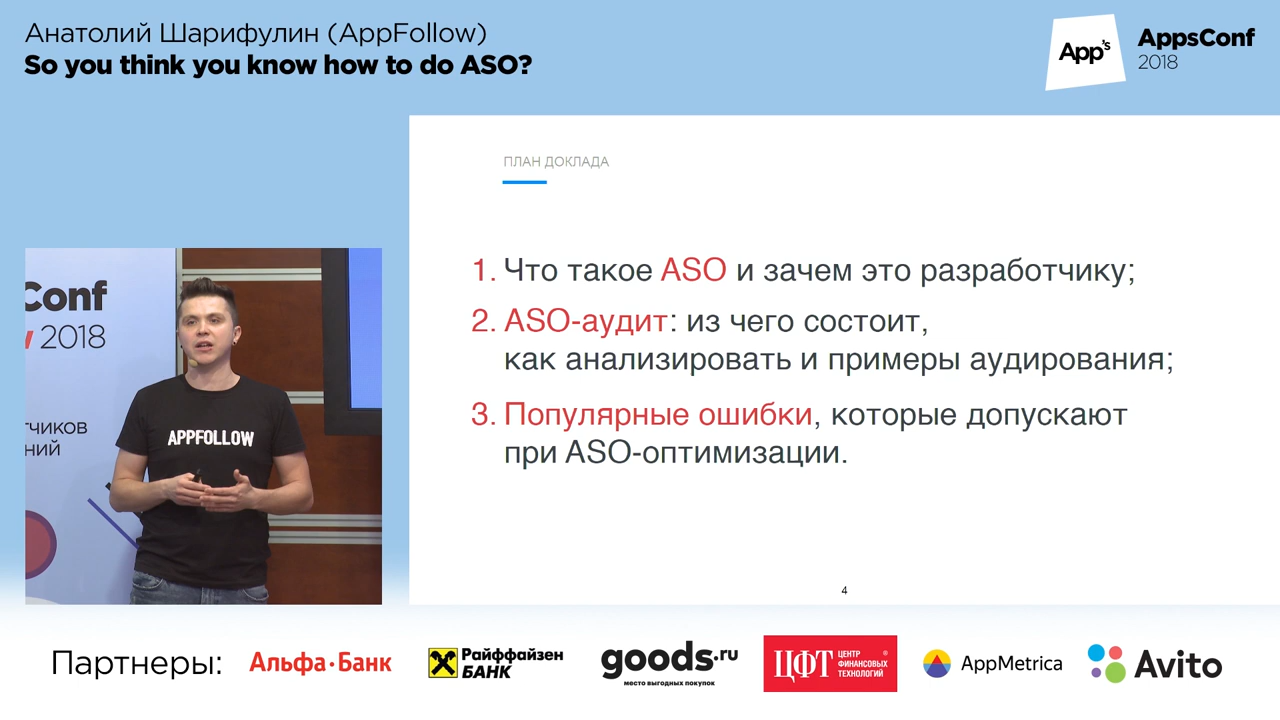 Анатолий Шарифулин (AppFollow)
So you think you know how to do ASO?
App's
AppsConf
2018
ПЛАН ДОКЛАДА
1. Что такое ASO и зачем это разработчику;
2. ASO-аудит: из чего состоит,
как анализировать и примеры аудирования;
3. Популярные ошибки, которые допускают
при ASO-оптимизации.
4
Conf
2018
тчиков
ний
APPFOLLOW
Партнеры:
Альфа·Банк
Райффайзен
БАНК
goods.ru
место выгодных покупок
ЦФТ
ЦЕНТР
ФИНАНСОВЫХ
ТЕХНОЛОГИЙ
®
AppMetrica
Avito